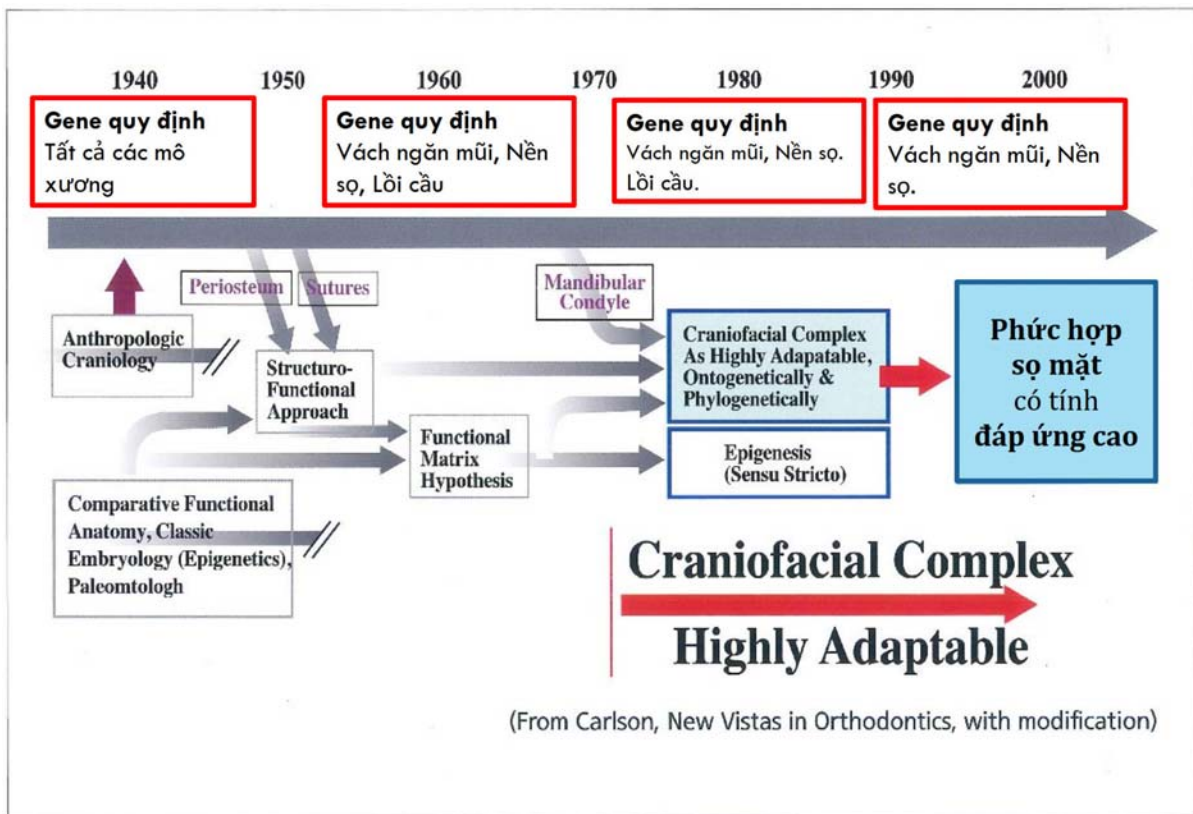 1940 1950 1960 1970 1980 1990 2000
Gene quy định
Tất cả các mô
xương
Gene quy định
Vách ngăn mũi, Nền
sọ, Lồi cầu
Gene quy định
Vách ngăn mũi, Nền sọ.
Lồi cầu.
Gene quy định
Vách ngăn mũi, Nền
sọ.
Periosteum
Sutures
Mandibular
Condyle
Anthropologic
Craniology
Structuro-
Functional
Approach
Functional
Matrix
Hypothesis
Craniofacial Complex
As Highly Adapatable,
Ontogenetically &
Phylogenetically
Epigenesis
(Sensu Stricto)
Phức hợp
sọ mặt
có tính
đáp ứng cao
Comparative Functional
Anatomy, Classic
Embryology (Epigenetics),
Paleomtologh
Craniofacial Complex
Highly Adaptable
(From Carlson, New Vistas in Orthodontics, with modification)